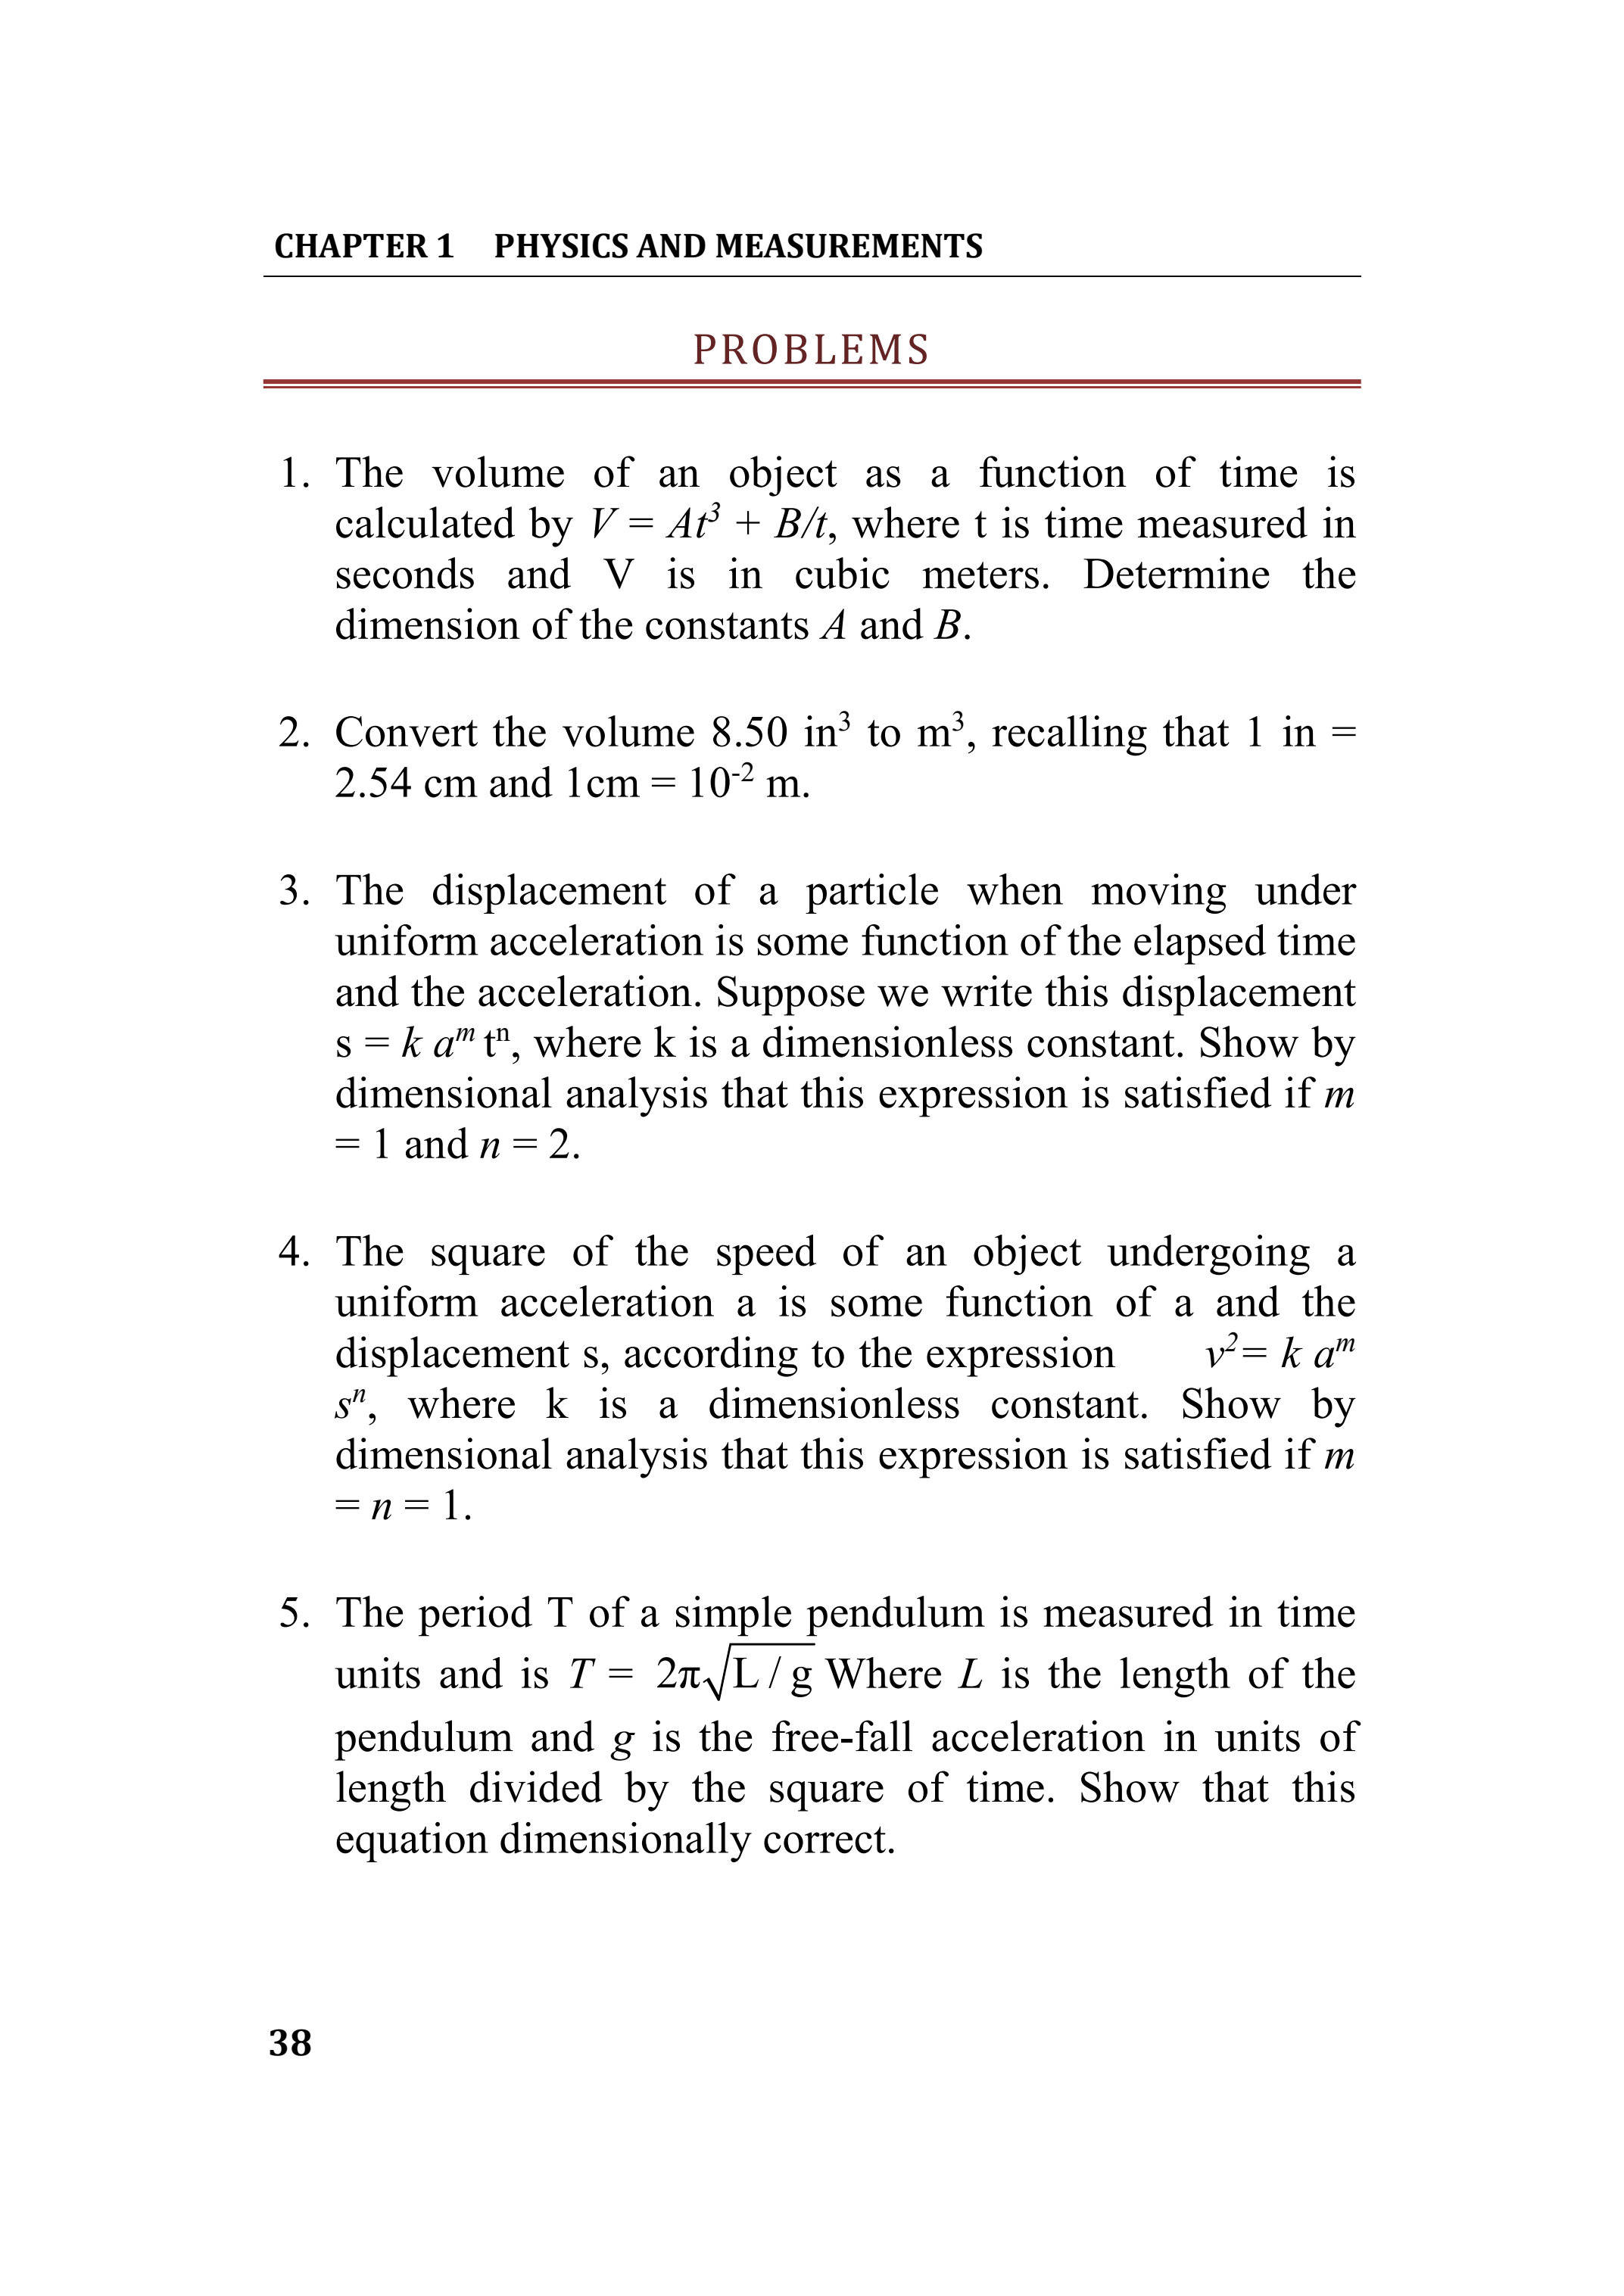 CHAPTER 1 PHYSICS AND MEASUREMENTS
PROBLEMS
1. The volume of an object as a function of time is
calculated by V = At³ + B/t, where t is time measured in
seconds and V is in cubic meters. Determine the
dimension of the constants A and B.
2. Convert the volume 8.50 in³ to m³, recalling that 1 in =
2.54 cm and 1cm = 10⁻² m.
3. The displacement of a particle when moving under
uniform acceleration is some function of the elapsed time
and the acceleration. Suppose we write this displacement
s = k aᵐ tⁿ, where k is a dimensionless constant. Show by
dimensional analysis that this expression is satisfied if m
= 1 and n = 2.
4. The square of the speed of an object undergoing a
uniform acceleration a is some function of a and the
displacement s, according to the expression v²= k aᵐ
sⁿ, where k is a dimensionless constant. Show by
dimensional analysis that this expression is satisfied if m
= n = 1.
5. The period T of a simple pendulum is measured in time
units and is T = 2π√L / g Where L is the length of the
pendulum and g is the free-fall acceleration in units of
length divided by the square of time. Show that this
equation dimensionally correct.
38